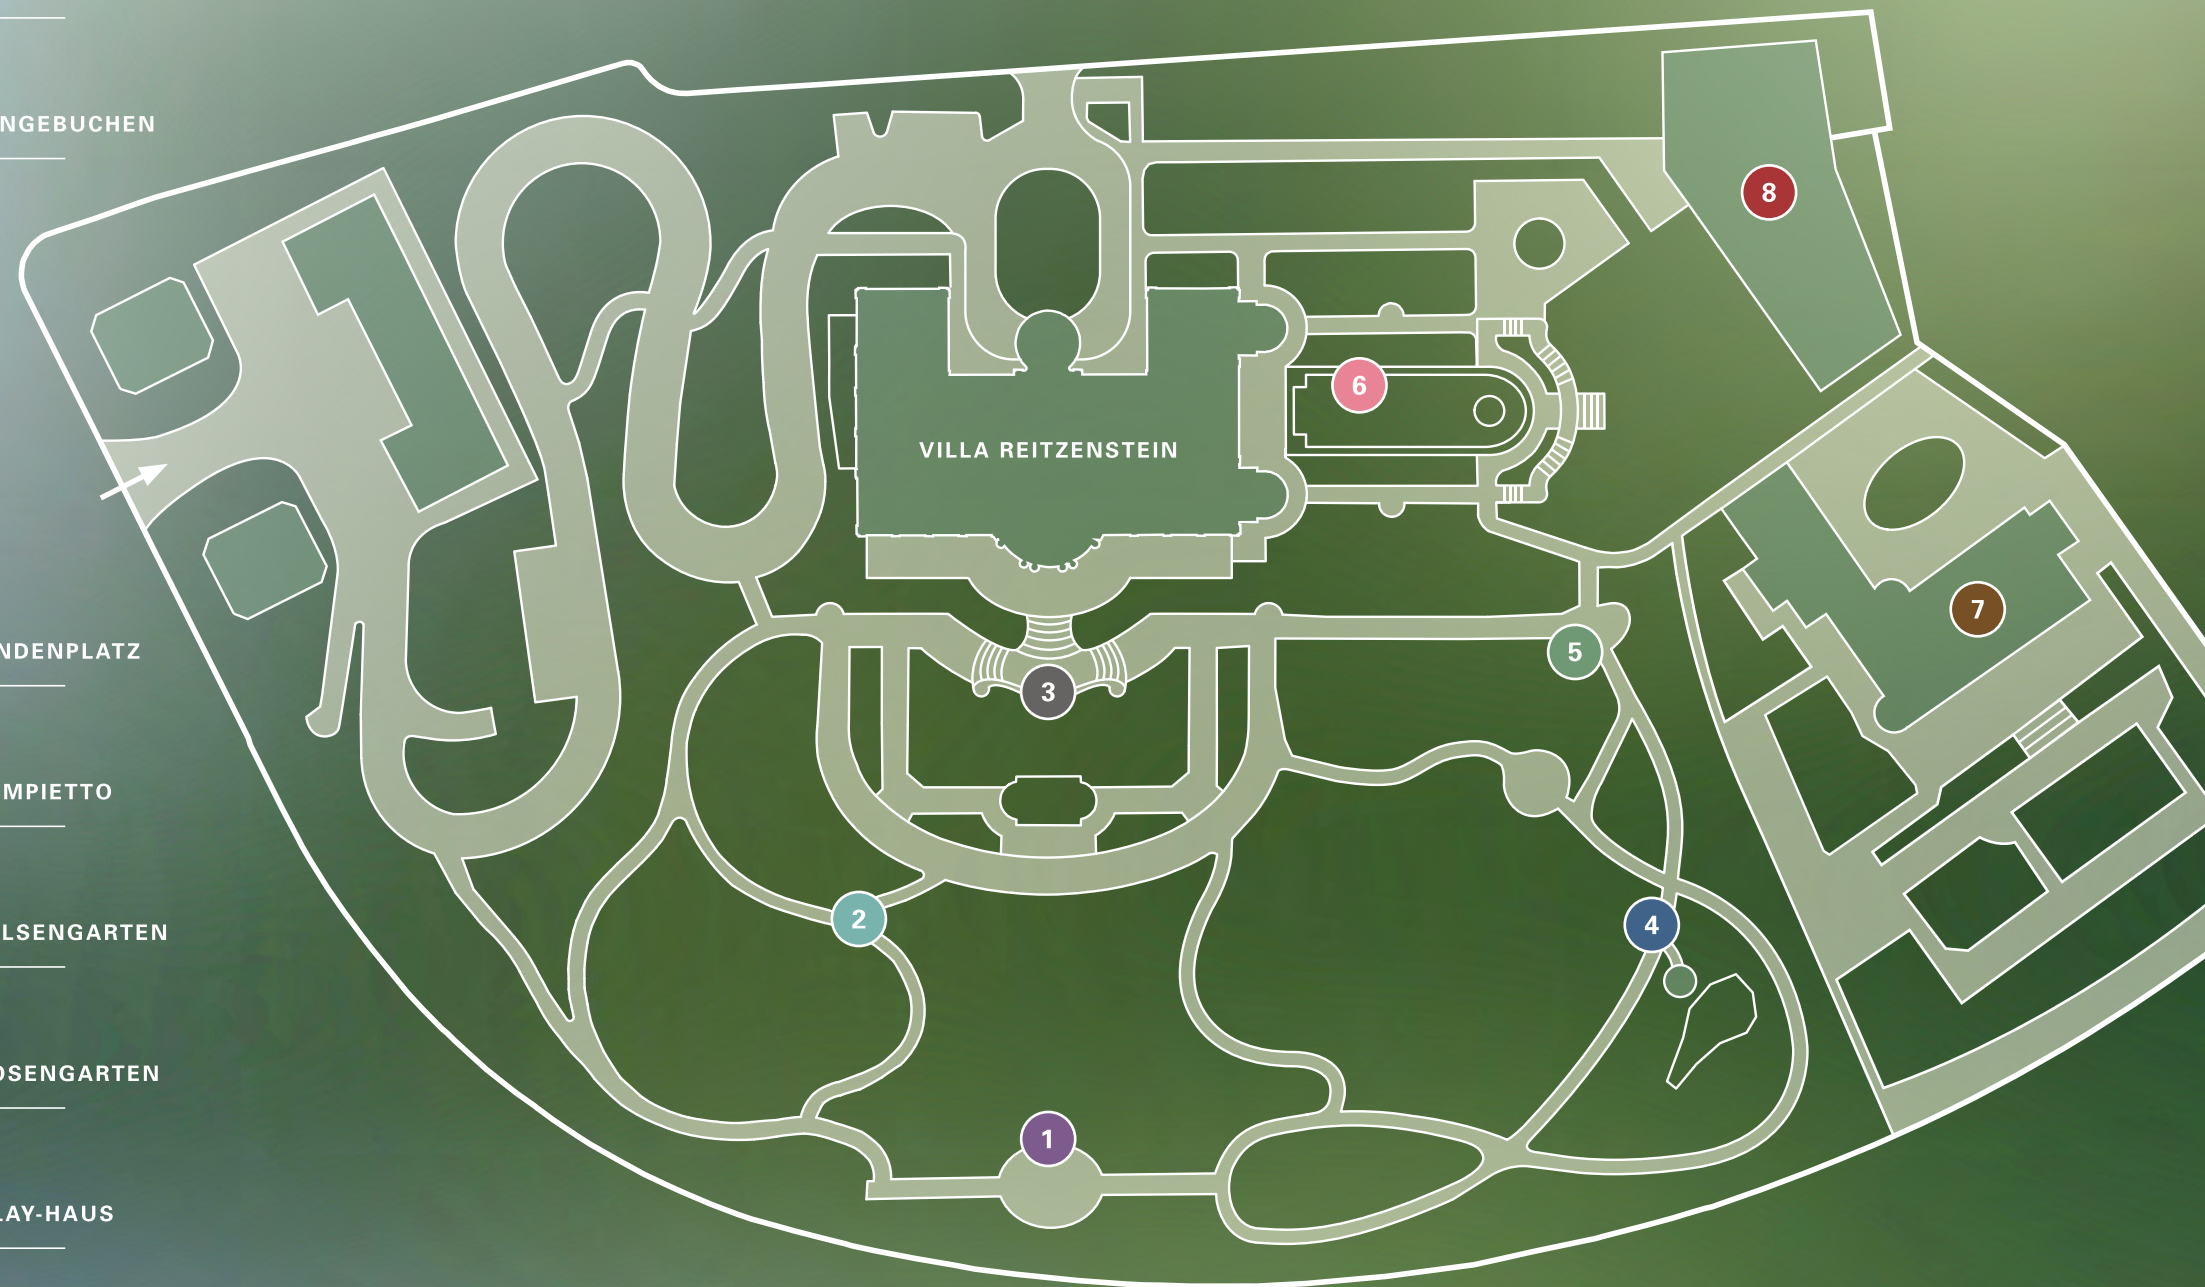 NGEBUCHEN
NDENPLATZ
MPIETTO
LSENGARTEN
OSENGARTEN
LAY-HAUS
VILLA REITZENSTEIN
8
6
7
5
3
4
2
1